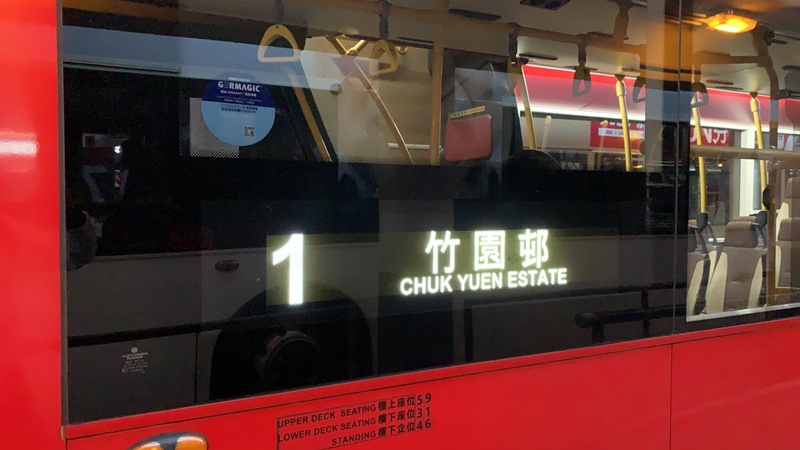 GERMAGIC
1
竹園邨
CHUK YUEN ESTATE
UPPER DECK SEATING 樓上座位 59
LOWER DECK SEATING 樓下座位 31
STANDING 樓下企位 46